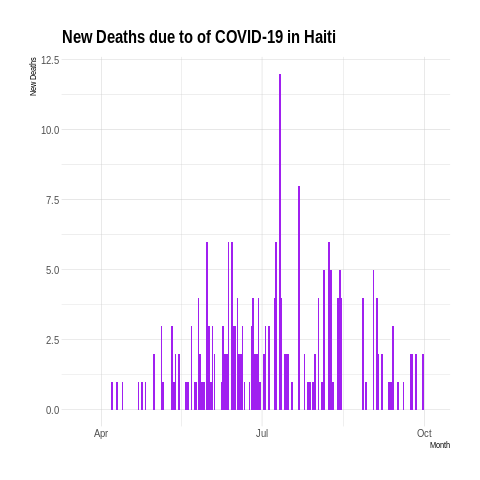 New Deaths due to of COVID-19 in Haiti
New Deaths
12.5
10.0
7.5
5.0
2.5
0.0
Apr
Jul
Oct
Month